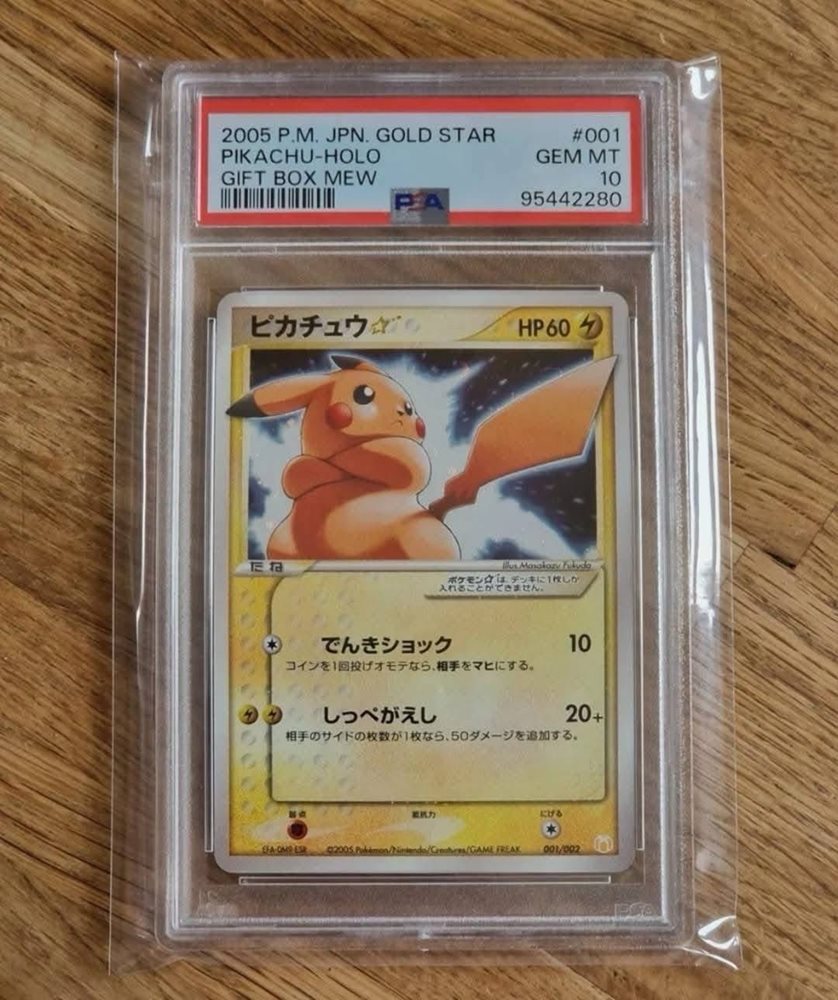 2005 P.M. JPN. GOLD STAR #001
PIKACHU-HOLO GEM MT
GIFT BOX MEW 10
PSA 95442280
ピカチュウ☆ HP60
たね Illus. Masakazu Fukuda
ポケモン☆は、デッキに1枚しか
入れることができません。
でんきショック 10
コインを1回投げオモテなら、相手をマヒにする。
しっぺがえし 20+
相手のサイドの枚数が1枚なら、50ダメージを追加する。
弱点 抵抗力 にげる
©2005 Pokémon/Nintendo/Creatures/GAME FREAK 001/002